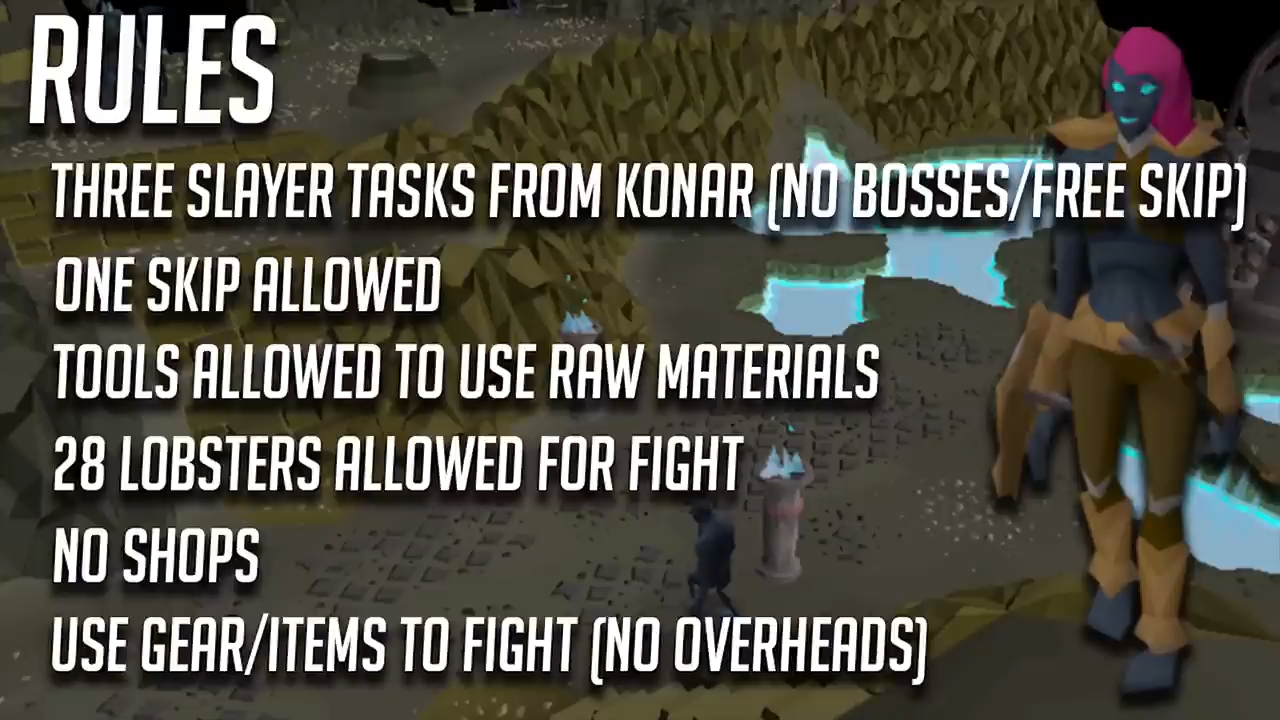 RULES
THREE SLAYER TASKS FROM KONAR (NO BOSSES/FREE SKIP)
ONE SKIP ALLOWED
TOOLS ALLOWED TO USE RAW MATERIALS
28 LOBSTERS ALLOWED FOR FIGHT
NO SHOPS
USE GEAR/ITEMS TO FIGHT (NO OVERHEADS)